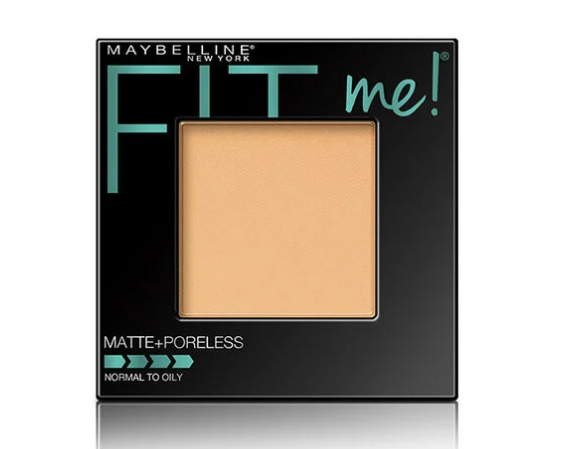 MAYBELLINE®
NEW YORK
FIT me!®
MATTE+PORELESS
NORMAL TO OILY